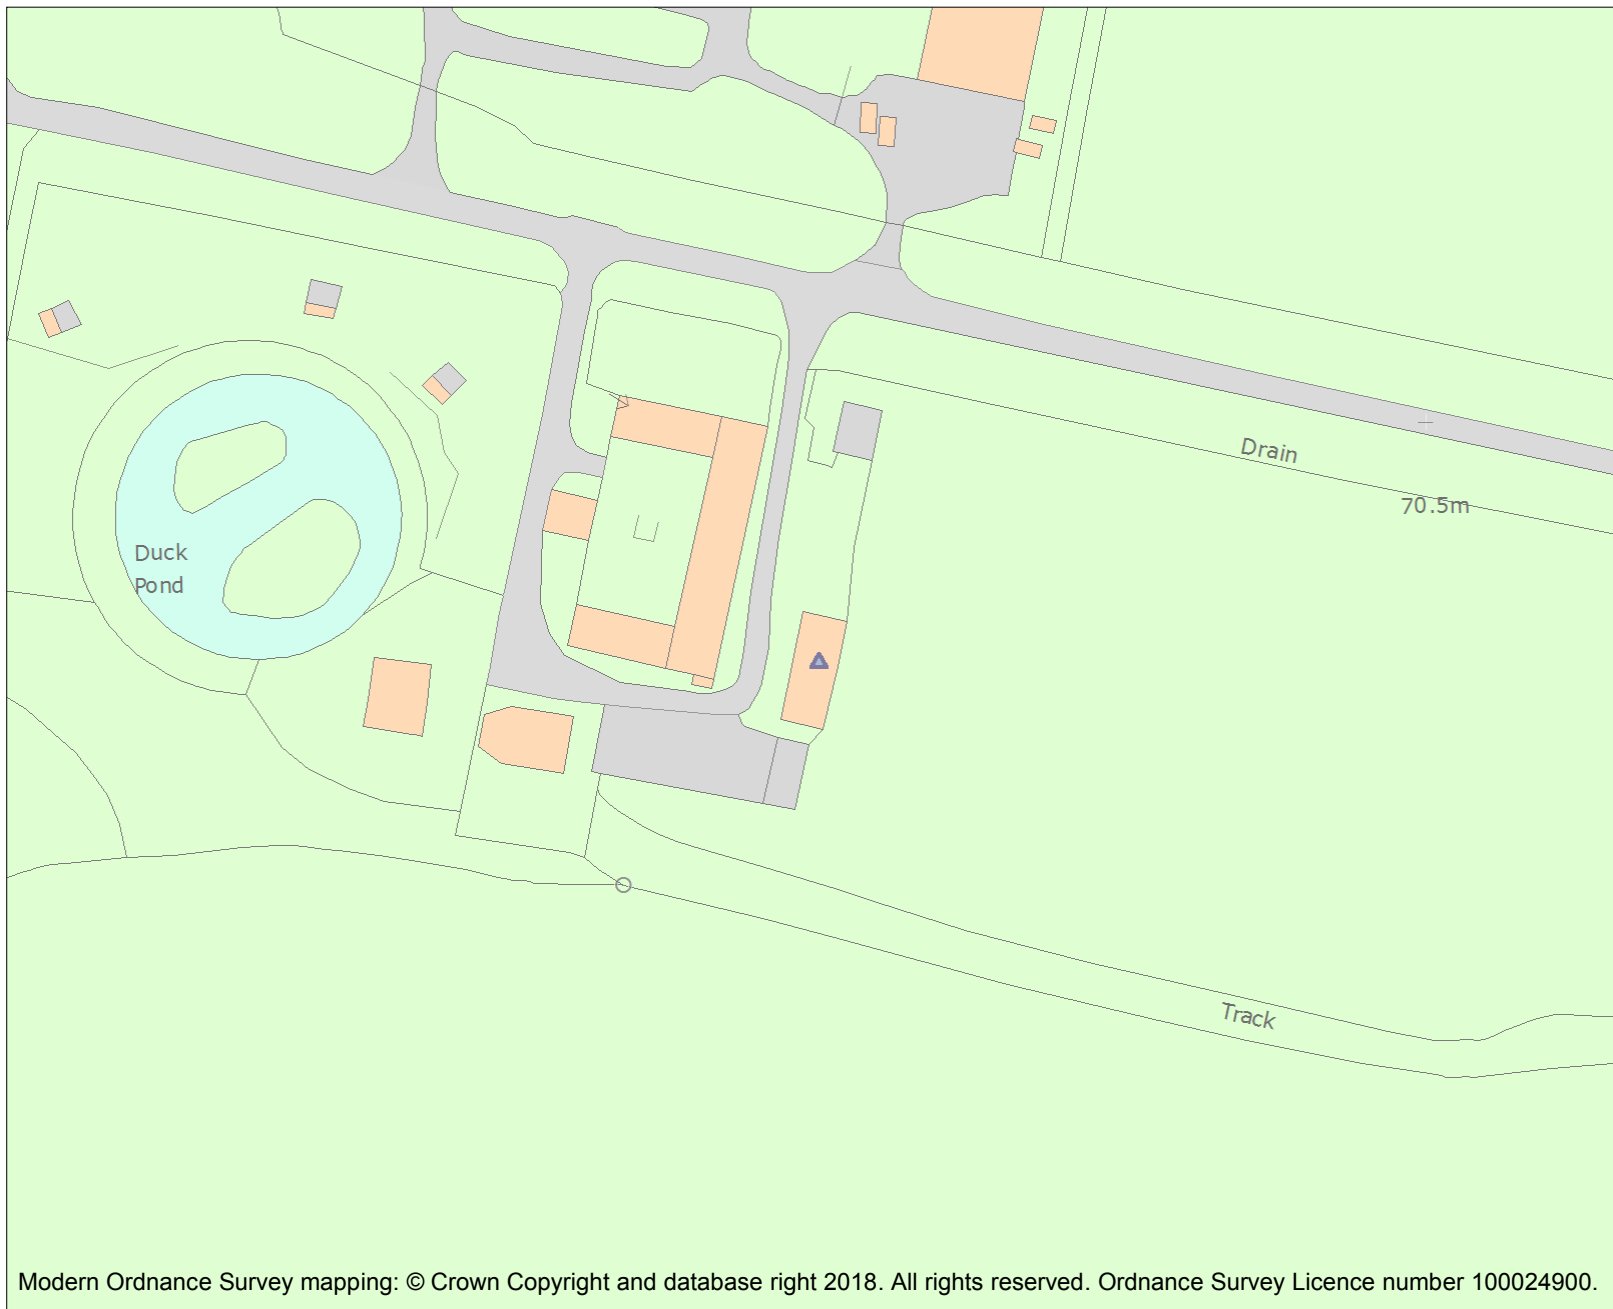 Drain
70.5m
Duck
Pond
Track
Modern Ordnance Survey mapping: © Crown Copyright and database right 2018. All rights reserved. Ordnance Survey Licence number 100024900.